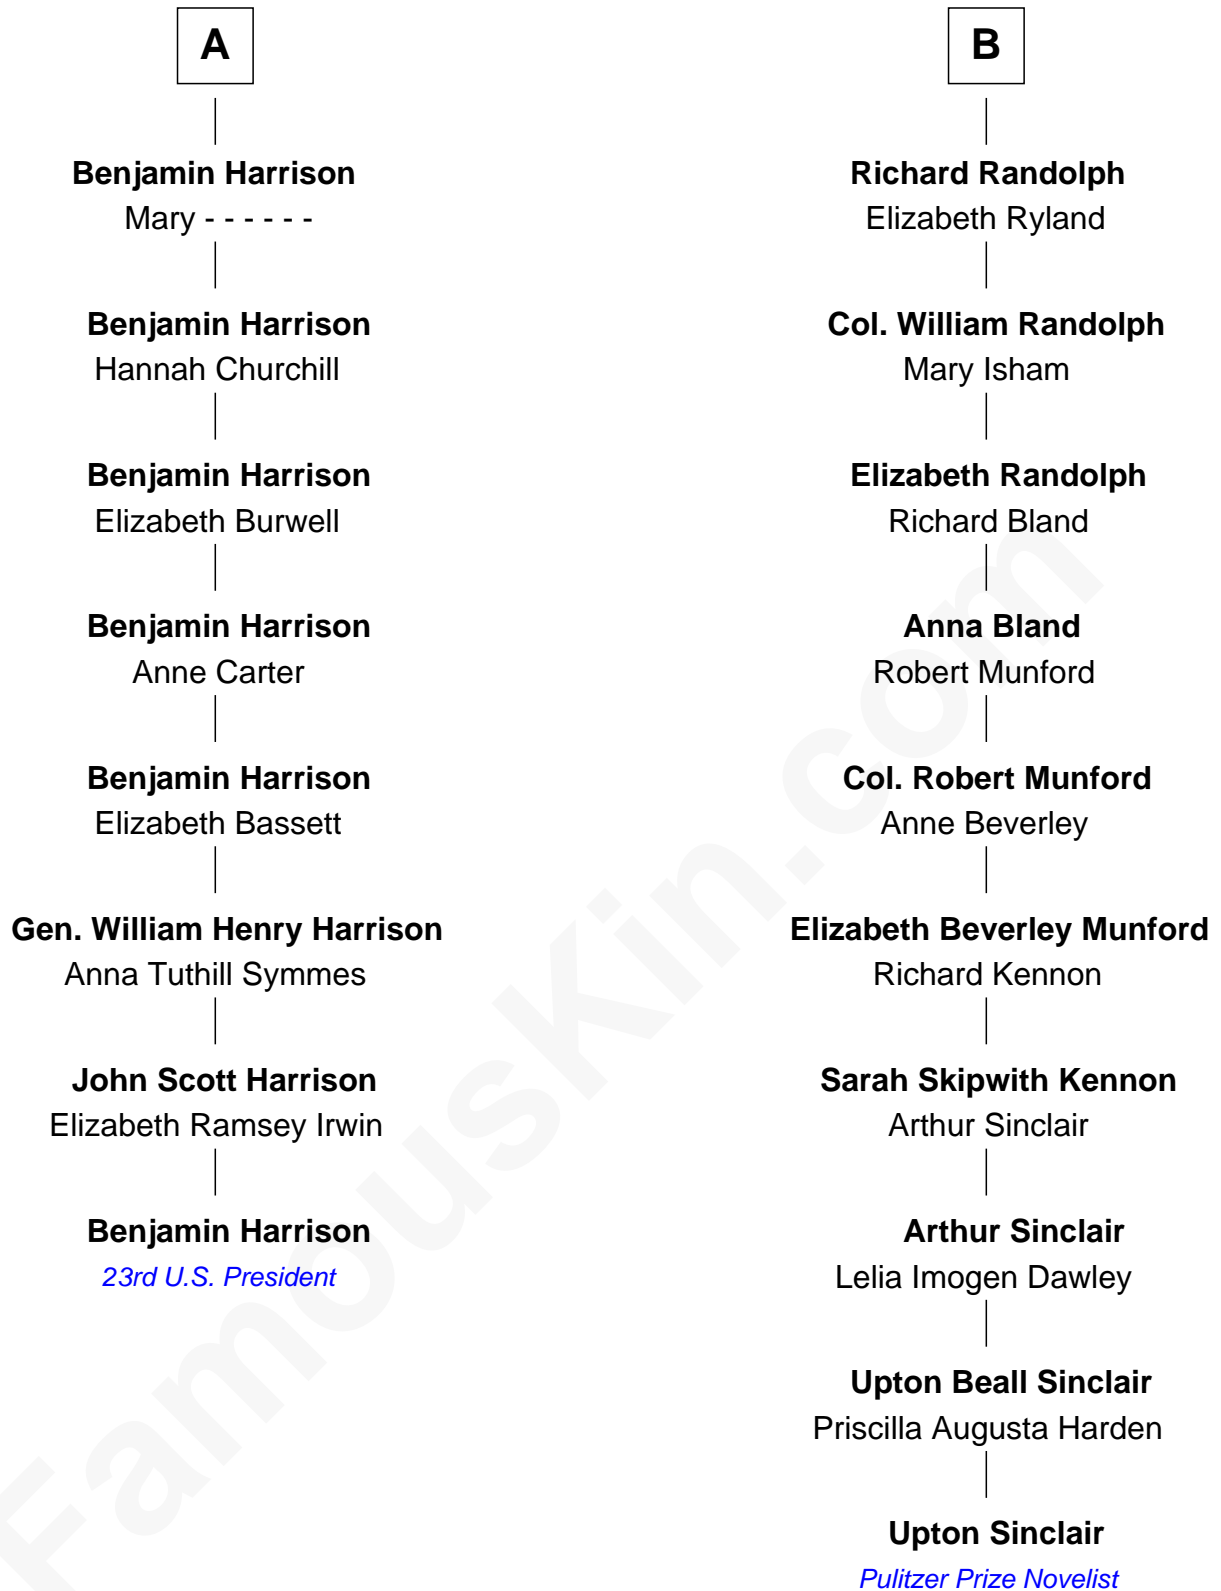 A
Benjamin Harrison
Mary - - - - - -
Benjamin Harrison
Hannah Churchill
Benjamin Harrison
Elizabeth Burwell
Benjamin Harrison
Anne Carter
Benjamin Harrison
Elizabeth Bassett
Gen. William Henry Harrison
Anna Tuthill Symmes
John Scott Harrison
Elizabeth Ramsey Irwin
Benjamin Harrison
23rd U.S. President
B
Richard Randolph
Elizabeth Ryland
Col. William Randolph
Mary Isham
Elizabeth Randolph
Richard Bland
Anna Bland
Robert Munford
Col. Robert Munford
Anne Beverley
Elizabeth Beverley Munford
Richard Kennon
Sarah Skipwith Kennon
Arthur Sinclair
Arthur Sinclair
Lelia Imogen Dawley
Upton Beall Sinclair
Priscilla Augusta Harden
Upton Sinclair
Pulitzer Prize Novelist
FamousKin.com